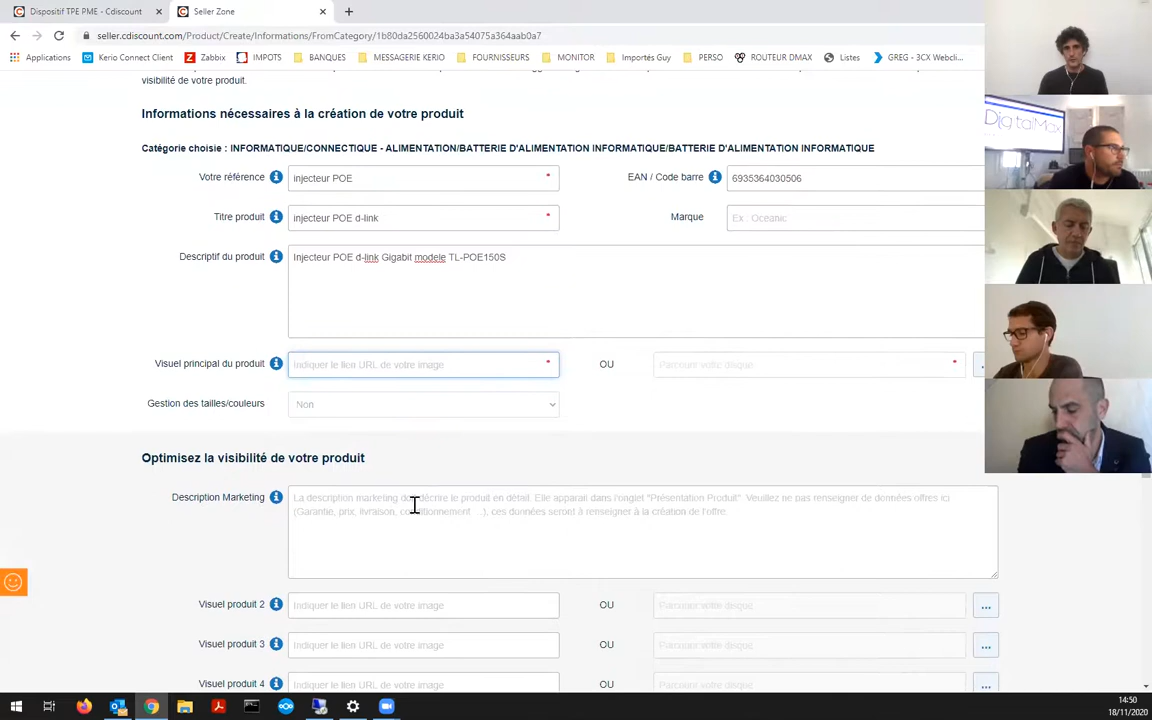 Dispositif TPE PME - Cdiscount
Seller Zone
seller.cdiscount.com/Product/Create/Informations/FromCategory/1b80da2560024ba3a54075a364aab0a7
Applications Kerio Connect Client Zabbix IMPOTS BANQUES MESSAGERIE KERIO FOURNISSEURS MONITOR Importés Guy PERSO ROUTEUR DMAX Listes GREG - 3CX Webcli...
visibilité de votre produit.
Informations nécessaires à la création de votre produit
Catégorie choisie : INFORMATIQUE/CONNECTIQUE - ALIMENTATION/BATTERIE D'ALIMENTATION INFORMATIQUE/BATTERIE D'ALIMENTATION INFORMATIQUE
Votre référence injecteur POE * EAN / Code barre 6935364030506
Titre produit injecteur POE d-link * Marque Ex : Oceanic
Descriptif du produit Injecteur POE d-link Gigabit modele TL-POE150S
Visuel principal du produit Indiquer le lien URL de votre image * OU Parcourir votre disque * ...
Gestion des tailles/couleurs Non
Optimisez la visibilité de votre produit
Description Marketing La description marketing décrire le produit en détail. Elle apparait dans l'onglet "Présentation Produit". Veuillez ne pas renseigner de données offres ici
(Garantie, prix, livraison, ...), ces données seront à renseigner à la création de l'offre.
Visuel produit 2 Indiquer le lien URL de votre image OU Parcourir votre disque ...
Visuel produit 3 Indiquer le lien URL de votre image OU Parcourir votre disque ...
Visuel produit 4 Indiquer le lien URL de votre image OU Parcourir votre disque ...
14:50
18/11/2020